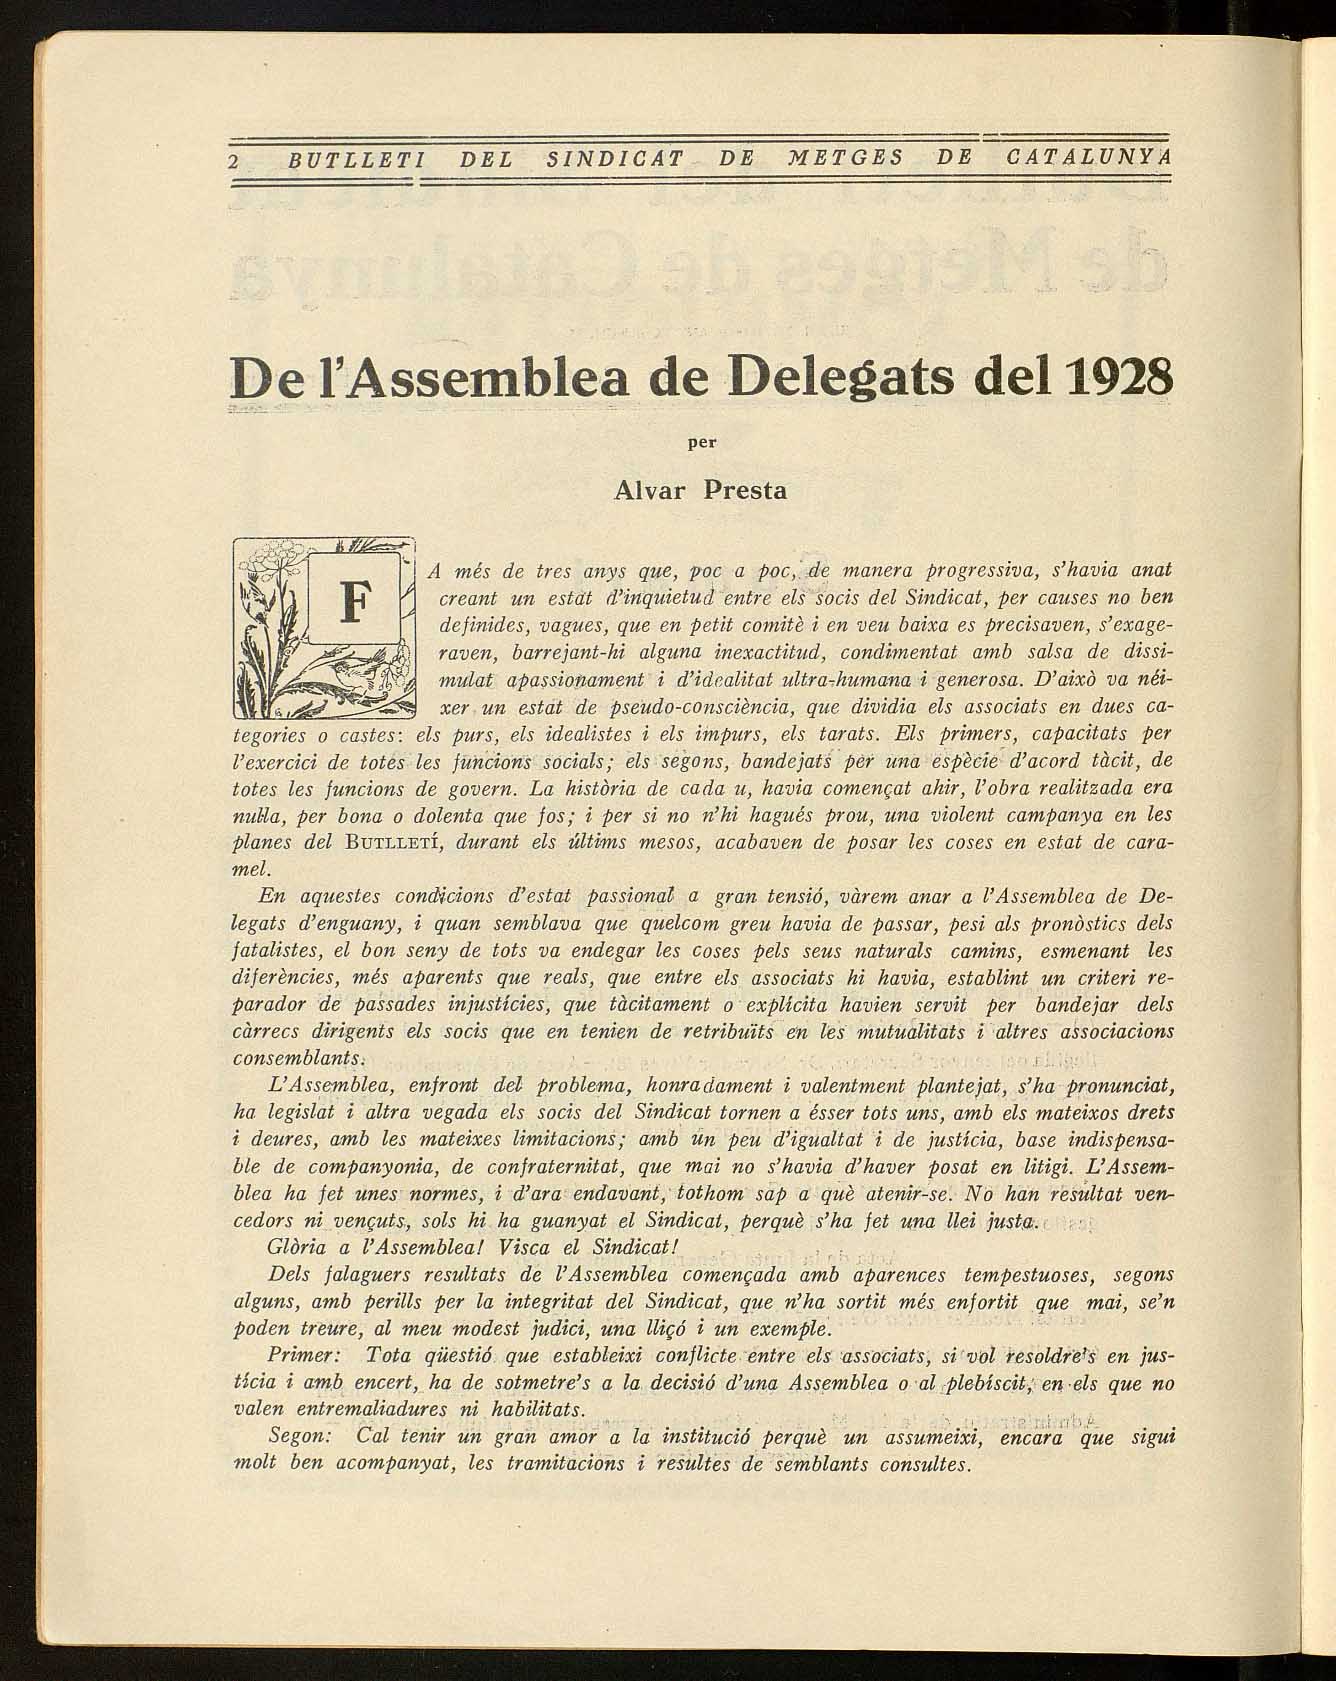 2 BUTLLETI DEL SINDICAT DE METGES DE CATALUNYA
De l'Assemblea de Delegats del 1928
per
Alvar Presta
FA més de tres anys que, poc a poc, de manera progressiva, s'havia anat
creant un estat d'inquietud entre els socis del Sindicat, per causes no ben
definides, vagues, que en petit comitè i en veu baixa es precisaven, s'exage-
raven, barrejant-hi alguna inexactitud, condimentat amb salsa de dissi-
mulat apassionament i d'idealitat ultra-humana i generosa. D'això va néi-
xer un estat de pseudo-consciència, que dividia els associats en dues ca-
tegories o castes: els purs, els idealistes i els impurs, els tarats. Els primers, capacitats per
l'exercici de totes les funcions socials; els segons, bandejats per una espècie d'acord tàcit, de
totes les funcions de govern. La història de cada u, havia començat ahir, l'obra realitzada era
nul·la, per bona o dolenta que fos; i per si no n'hi hagués prou, una violent campanya en les
planes del BUTLLETÍ, durant els últims mesos, acabaven de posar les coses en estat de cara-
mel.
En aquestes condicions d'estat passional a gran tensió, vàrem anar a l'Assemblea de De-
legats d'enguany, i quan semblava que quelcom greu havia de passar, pesi als pronòstics dels
fatalistes, el bon seny de tots va endegar les coses pels seus naturals camins, esmenant les
diferències, més aparents que reals, que entre els associats hi havia, establint un criteri re-
parador de passades injustícies, que tàcitament o explícita havien servit per bandejar dels
càrrecs dirigents els socis que en tenien de retribuïts en les mutualitats i altres associacions
consemblants.
L'Assemblea, enfront del problema, honradament i valentment plantejat, s'ha pronunciat,
ha legislat i altra vegada els socis del Sindicat tornen a ésser tots uns, amb els mateixos drets
i deures, amb les mateixes limitacions; amb un peu d'igualtat i de justícia, base indispensa-
ble de companyonia, de confraternitat, que mai no s'havia d'haver posat en litigi. L'Assem-
blea ha fet unes normes, i d'ara endavant, tothom sap a què atenir-se. No han resultat ven-
cedors ni vençuts, sols hi ha guanyat el Sindicat, perquè s'ha fet una llei justa.
Glòria a l'Assemblea! Visca el Sindicat!
Dels falaguers resultats de l'Assemblea començada amb aparences tempestuoses, segons
alguns, amb perills per la integritat del Sindicat, que n'ha sortit més enfortit que mai, se'n
poden treure, al meu modest judici, una lliçó i un exemple.
Primer: Tota qüestió que estableixi conflicte entre els associats, si vol resoldre's en jus-
tícia i amb encert, ha de sotmetre's a la decisió d'una Assemblea o al plebíscit, en els que no
valen entremaliadures ni habilitats.
Segon: Cal tenir un gran amor a la institució perquè un assumeixi, encara que sigui
molt ben acompanyat, les tramitacions i resultes de semblants consultes.